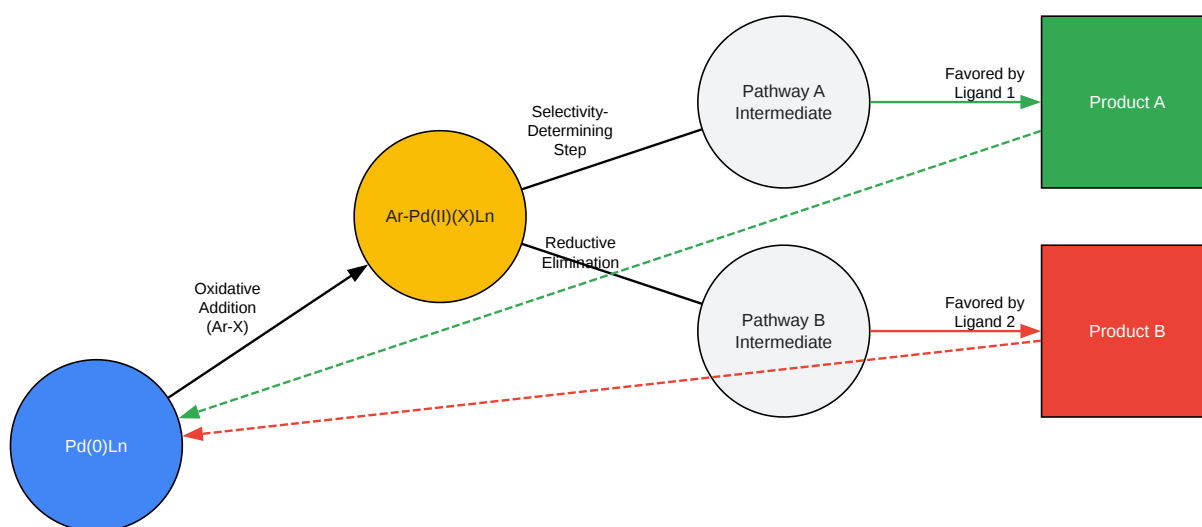 Pathway A
Intermediate
Favored by
Ligand 1
Product A
Selectivity-
Determining
Step
Ar-Pd(II)(X)Ln
Reductive
Elimination
Oxidative
Addition
(Ar-X)
Pathway B
Intermediate
Favored by
Ligand 2
Product B
Pd(0)Ln